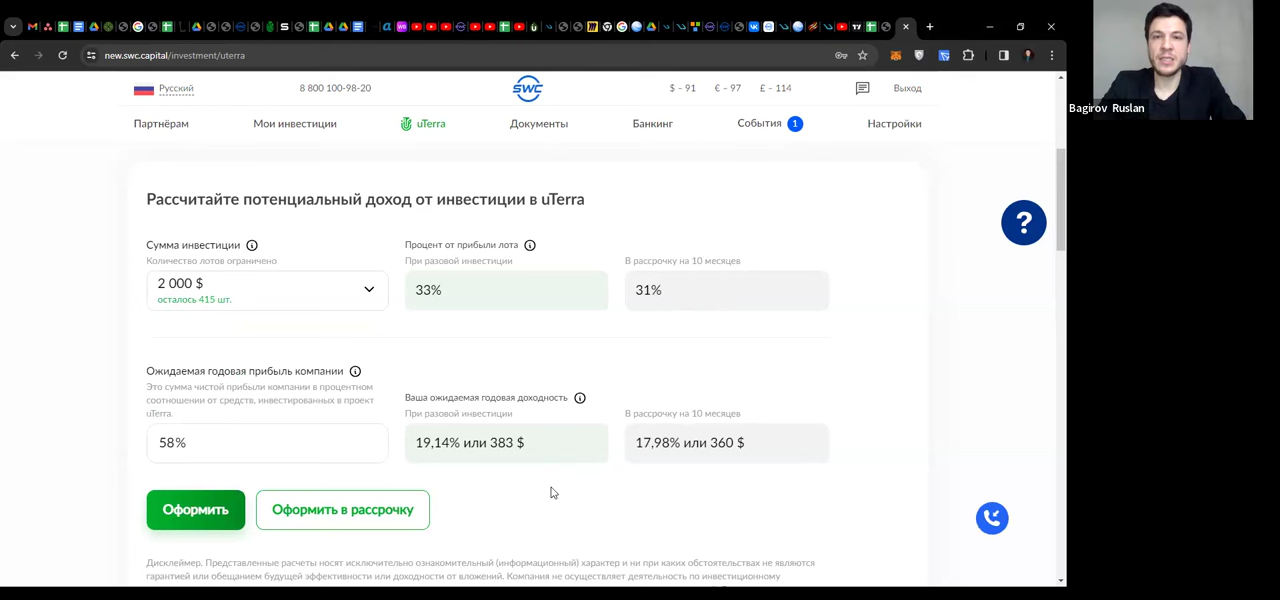 new.swc.capital/investment/uterra
Bagirov Ruslan
Русский
8 800 100-98-20
SWC
$ – 91
€ – 97
£ – 114
Выход
Партнёрам
Мои инвестиции
uTerra
Документы
Банкинг
События 1
Настройки
Рассчитайте потенциальный доход от инвестиции в uTerra
Сумма инвестиции
Количество лотов ограничено
2 000 $
осталось 415 шт.
Процент от прибыли лота
При разовой инвестиции
33%
В рассрочку на 10 месяцев
31%
?
Ожидаемая годовая прибыль компании
Это сумма чистой прибыли компании в процентном
соотношении от средств, инвестированных в проект
uTerra.
58%
Ваша ожидаемая годовая доходность
При разовой инвестиции
19,14% или 383 $
В рассрочку на 10 месяцев
17,98% или 360 $
Оформить
Оформить в рассрочку
Дисклеймер. Представленные расчеты носят исключительно ознакомительный (информационный) характер и ни при каких обстоятельствах не являются
гарантией или обещанием будущей эффективности или доходности от вложений. Компания не осуществляет деятельность по инвестиционному